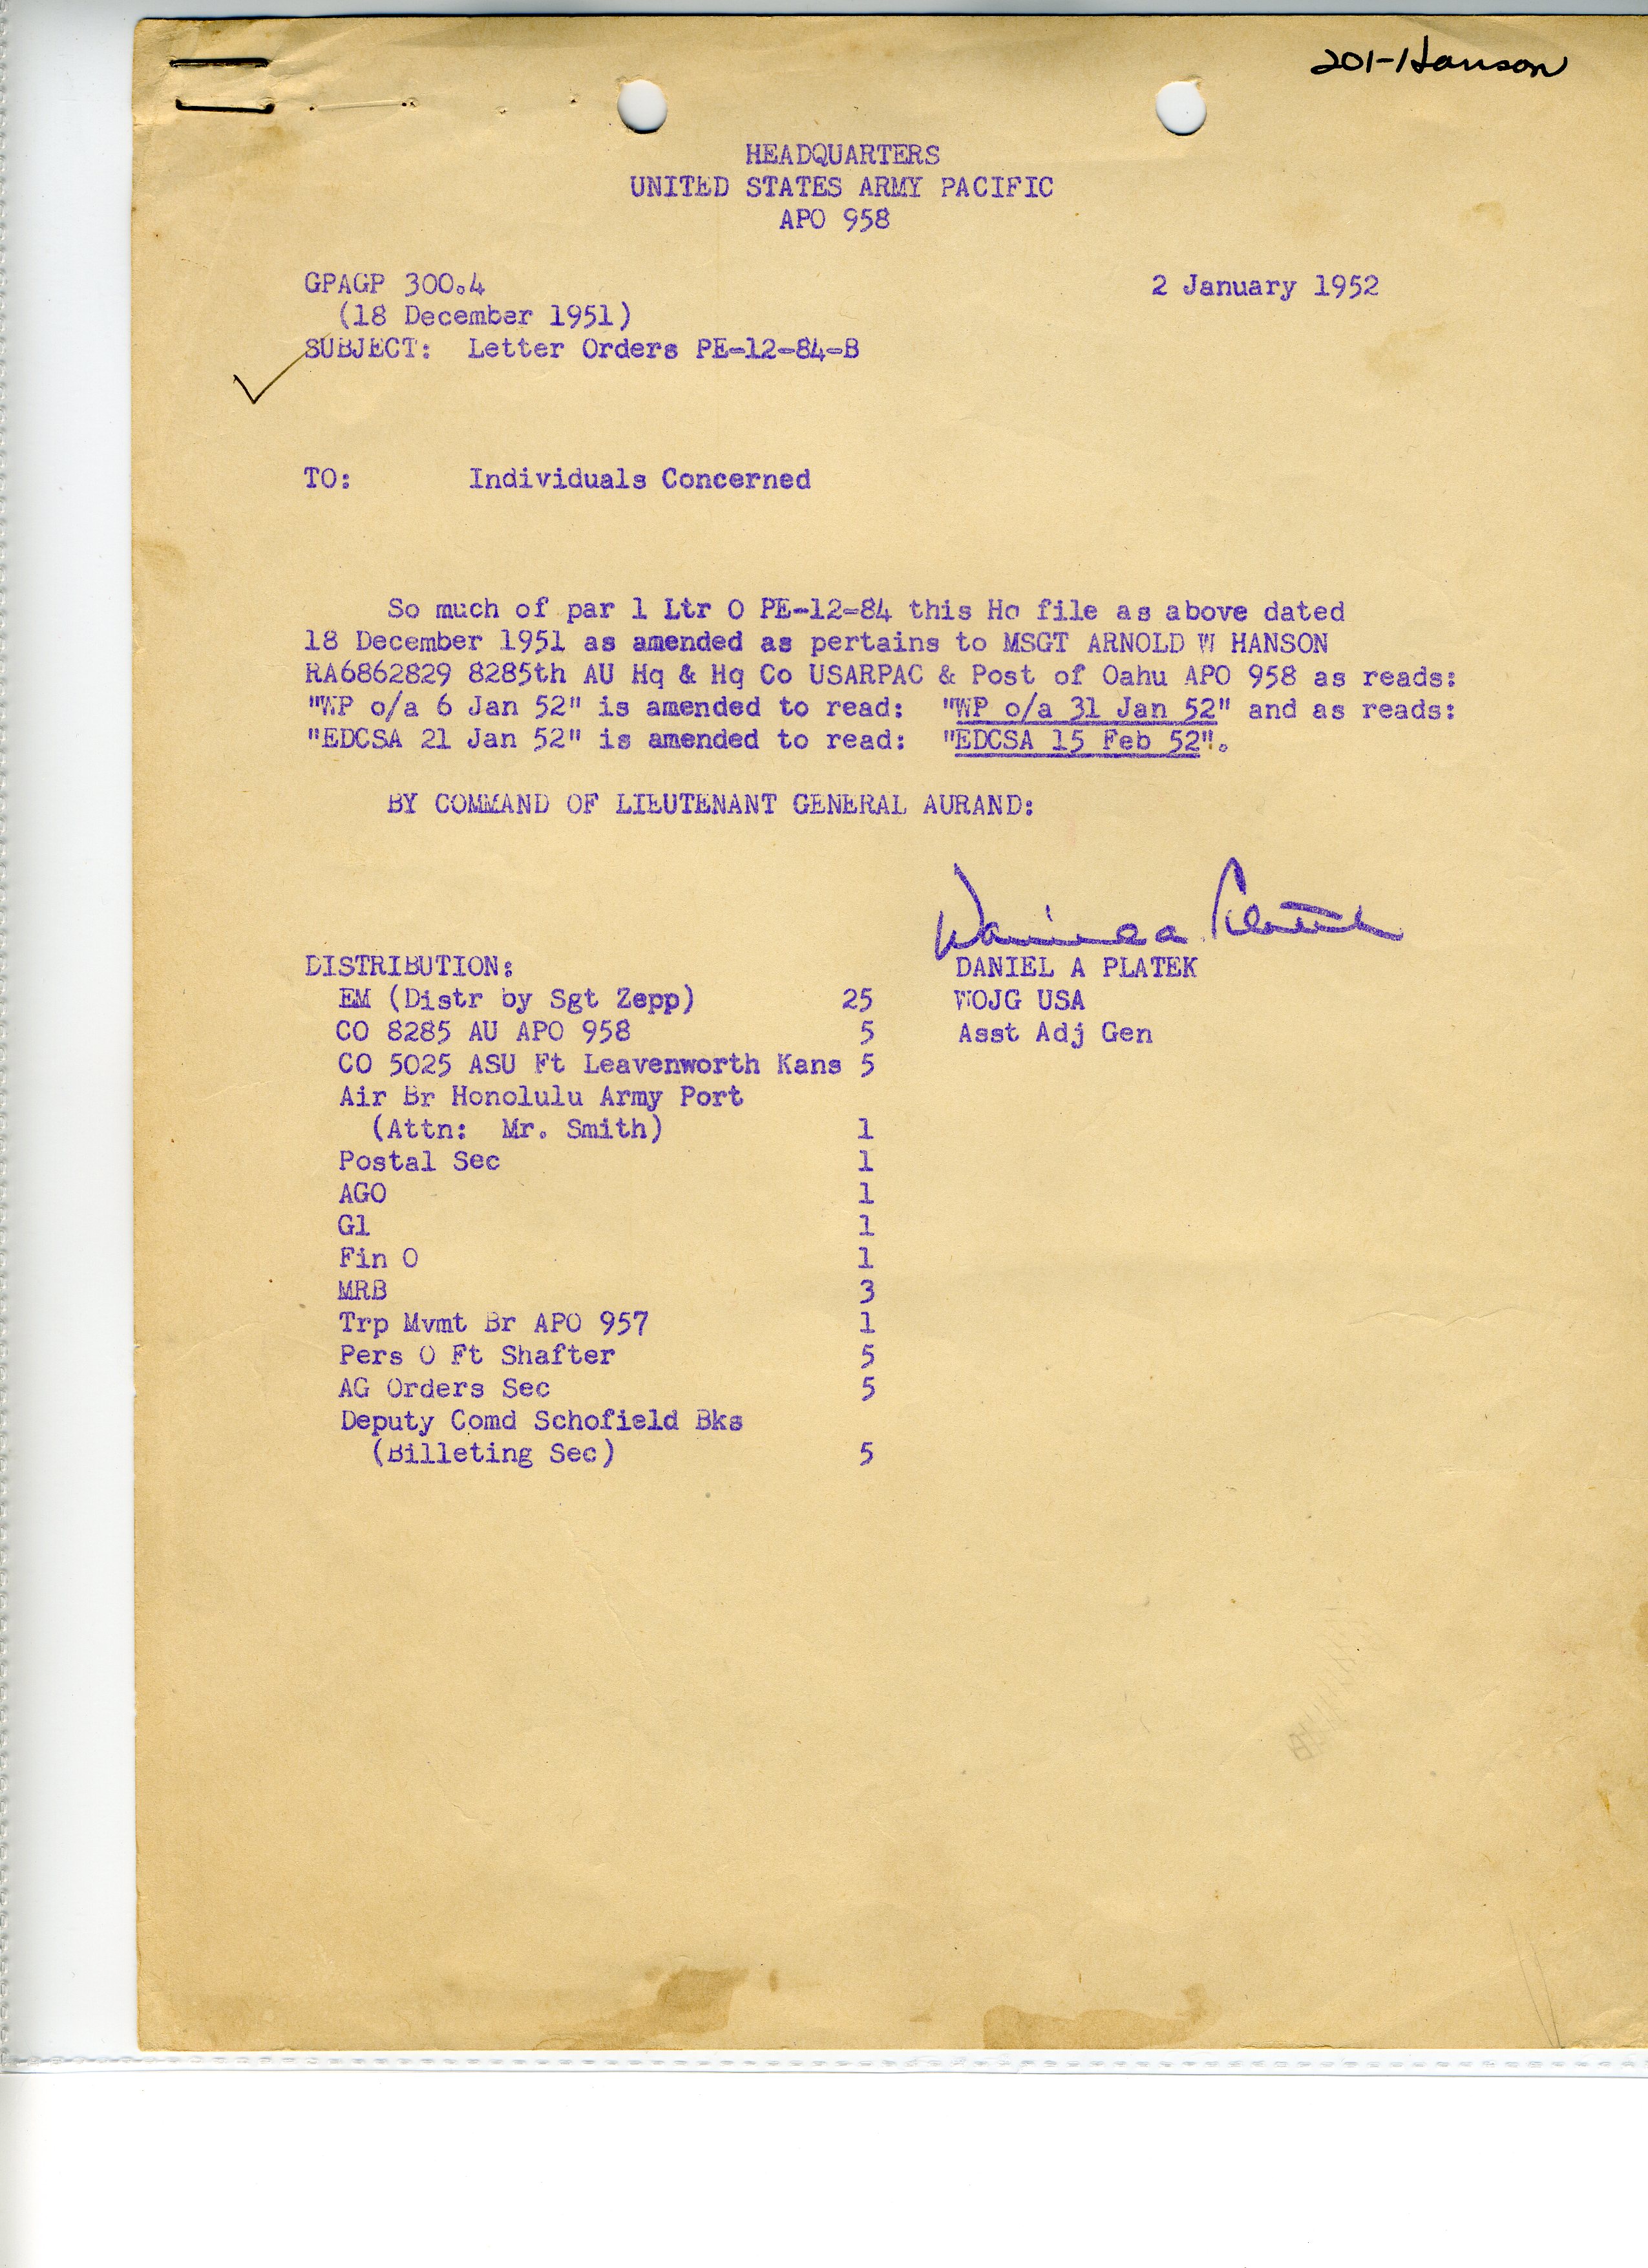 201-Hanson
HEADQUARTERS
UNITED STATES ARMY PACIFIC
APO 958
GPAGP 300.4 2 January 1952
(18 December 1951)
SUBJECT: Letter Orders PE-12-84-B
TO: Individuals Concerned
So much of par 1 Ltr O PE-12-84 this Hq file as above dated
18 December 1951 as amended as pertains to MSGT ARNOLD W HANSON
RA6862829 8285th AU Hq & Hq Co USARPAC & Post of Oahu APO 958 as reads:
"WP o/a 6 Jan 52" is amended to read: "WP o/a 31 Jan 52" and as reads:
"EDCSA 21 Jan 52" is amended to read: "EDCSA 15 Feb 52".
BY COMMAND OF LIEUTENANT GENERAL AURAND:
Daniel A Platek
DISTRIBUTION: DANIEL A PLATEK
EM (Distr by Sgt Zepp) 25 WOJG USA
CO 8285 AU APO 958 5 Asst Adj Gen
CO 5025 ASU Ft Leavenworth Kans 5
Air Br Honolulu Army Port
(Attn: Mr. Smith) 1
Postal Sec 1
AGO 1
G1 1
Fin O 1
MRB 3
Trp Mvmt Br APO 957 1
Pers O Ft Shafter 5
AG Orders Sec 5
Deputy Comd Schofield Bks
(Billeting Sec) 5